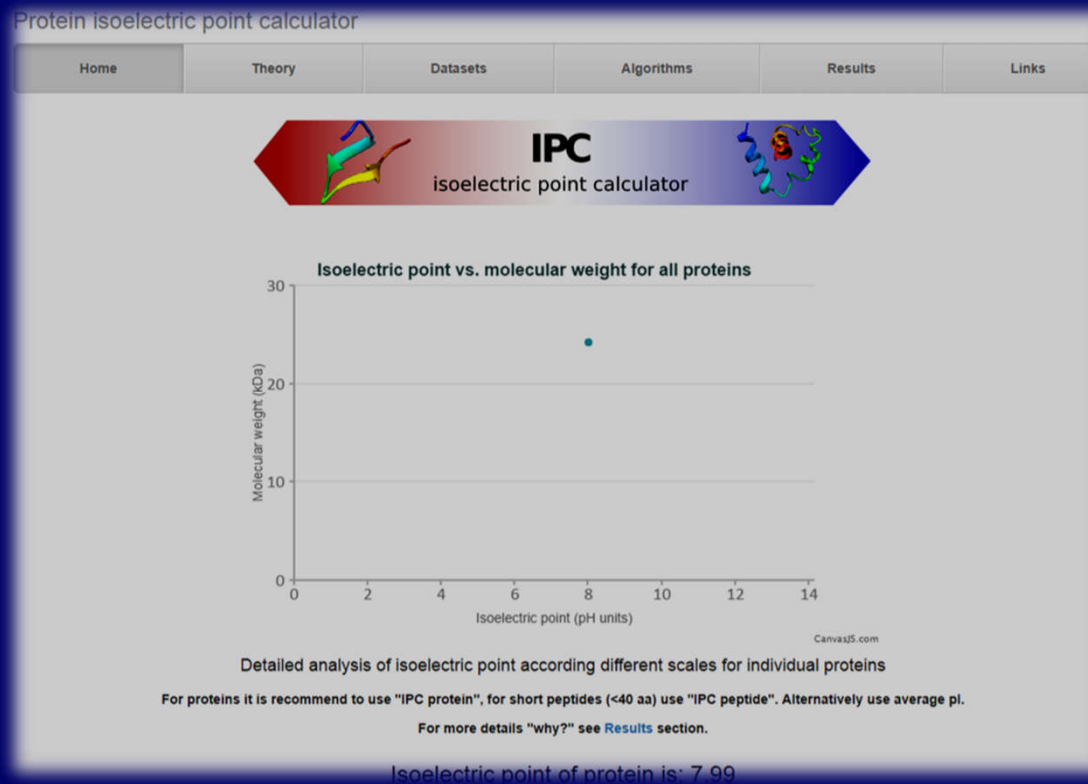 Protein isoelectric point calculator
Home Theory Datasets Algorithms Results Links
IPC
isoelectric point calculator
Isoelectric point vs. molecular weight for all proteins
30
20
10
0
Molecular weight (kDa)
0 2 4 6 8 10 12 14
Isoelectric point (pH units)
CanvasJS.com
Detailed analysis of isoelectric point according different scales for individual proteins
For proteins it is recommend to use "IPC protein", for short peptides (<40 aa) use "IPC peptide". Alternatively use average pI.
For more details "why?" see Results section.
Isoelectric point of protein is: 7.99